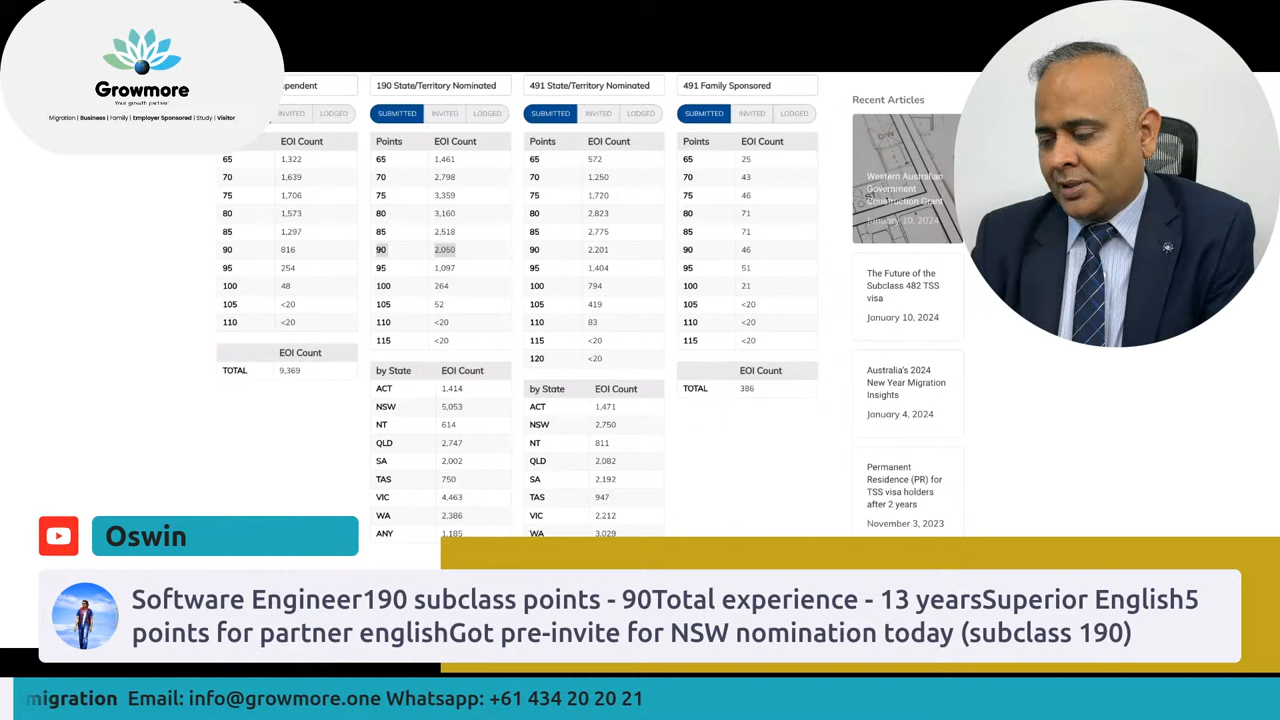 Growmore
Your growth partner
Migration | Business | Family | Employer Sponsored | Study | Visitor
pendent
INVITED LODGED
EOI Count
65 1,322
70 1,639
75 1,706
80 1,573
85 1,297
90 816
95 254
100 48
105 <20
110 <20
EOI Count
TOTAL 9,369
190 State/Territory Nominated
SUBMITTED INVITED LODGED
Points EOI Count
65 1,461
70 2,798
75 3,359
80 3,160
85 2,518
90 2,050
95 1,097
100 264
105 52
110 <20
115 <20
by State EOI Count
ACT 1,414
NSW 5,053
NT 614
QLD 2,747
SA 2,002
TAS 750
VIC 4,463
WA 2,386
ANY 1,185
491 State/Territory Nominated
SUBMITTED INVITED LODGED
Points EOI Count
65 572
70 1,250
75 1,720
80 2,823
85 2,775
90 2,201
95 1,404
100 794
105 419
110 83
115 <20
120 <20
by State EOI Count
ACT 1,471
NSW 2,750
NT 811
QLD 2,082
SA 2,192
TAS 947
VIC 2,212
WA 3,029
491 Family Sponsored
SUBMITTED INVITED LODGED
Points EOI Count
65 25
70 43
75 46
80 71
85 71
90 46
95 51
100 21
105 <20
110 <20
115 <20
EOI Count
TOTAL 386
Recent Articles
Western Australian
Government
Construction Grant
January 10, 2024
The Future of the
Subclass 482 TSS
visa
January 10, 2024
Australia's 2024
New Year Migration
Insights
January 4, 2024
Permanent
Residence (PR) for
TSS visa holders
after 2 years
November 3, 2023
Oswin
Software Engineer190 subclass points - 90Total experience - 13 yearsSuperior English5
points for partner englishGot pre-invite for NSW nomination today (subclass 190)
migration Email: info@growmore.one Whatsapp: +61 434 20 20 21